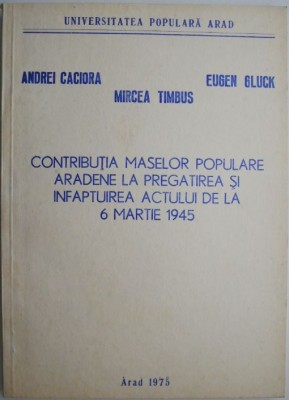 UNIVERSITATEA POPULARĂ ARAD
ANDREI CACIORA EUGEN GLUCK
MIRCEA TIMBUS
CONTRIBUȚIA MASELOR POPULARE
ARADENE LA PREGATIREA ȘI
INFAPTUIREA ACTULUI DE LA
6 MARTIE 1945
Arad 1975